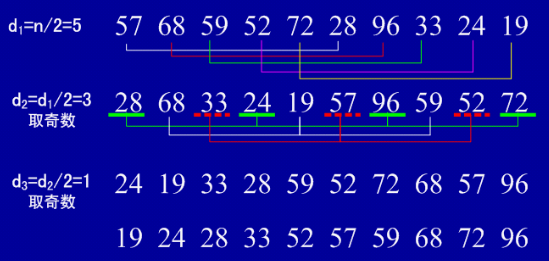 d₁=n/2=5 57 68 59 52 72 28 96 33 24 19
d₂=d₁/2=3 28 68 33 24 19 57 96 59 52 72
取奇数
d₃=d₂/2=1 24 19 33 28 59 52 72 68 57 96
取奇数
19 24 28 33 52 57 59 68 72 96